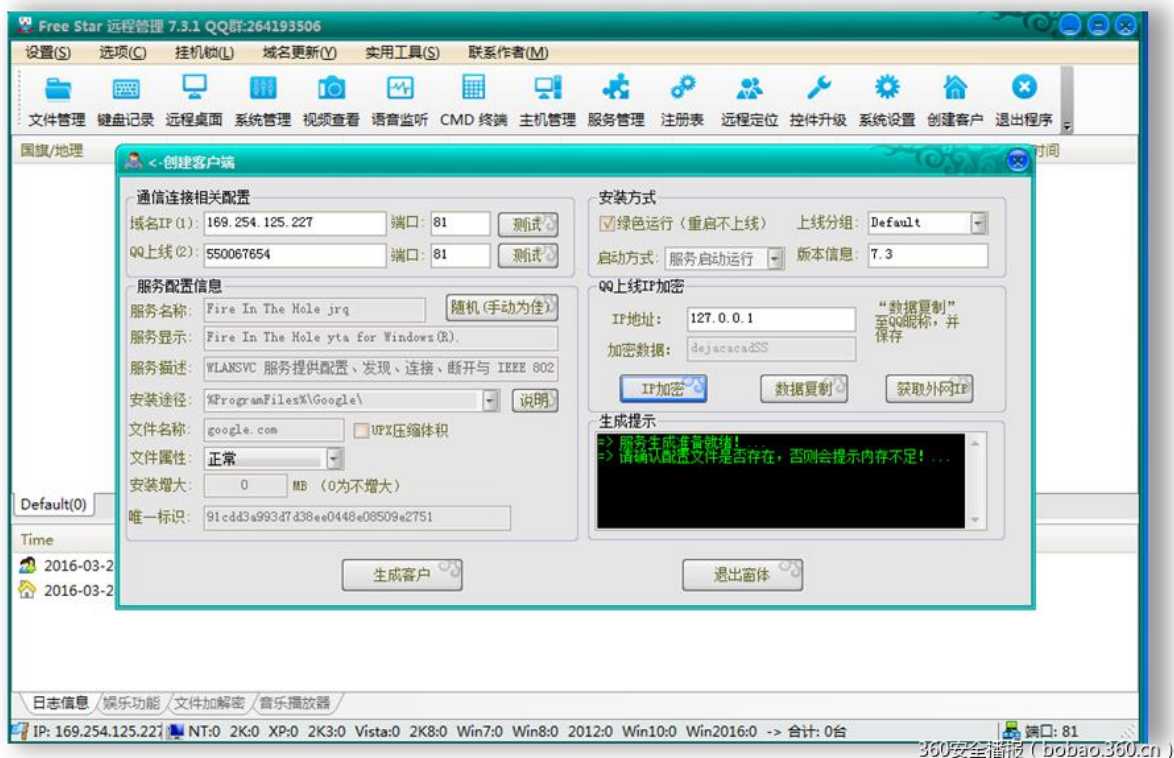 Free Star 远程管理 7.3.1 QQ群:264193506
设置(S) 选项(C) 挂机锁(L) 域名更新(Y) 实用工具(S) 联系作者(M)
文件管理 键盘记录 远程桌面 系统管理 视频查看 语音监听 CMD 终端 主机管理 服务管理 注册表 远程定位 控件升级 系统设置 创建客户 退出程序
国旗/地理 时间
<-创建客户端
通信连接相关配置
域名IP(1): 169.254.125.227 端口: 81 测试
QQ上线(2): 550067654 端口: 81 测试
服务配置信息
服务名称: Fire In The Hole jrq 随机(手动为佳)
服务显示: Fire In The Hole yta for Windows(R).
服务描述: WLANSVC 服务提供配置、发现、连接、断开与 IEEE 802
安装途径: %ProgramFiles%\Google\ 说明
文件名称: google.com UPX压缩体积
文件属性: 正常
安装增大: 0 MB (0为不增大)
唯一标识: 91cdd3a993d7d38ee0448e08509e2751
安装方式
绿色运行(重启不上线) 上线分组: Default
启动方式: 服务启动运行 版本信息: 7.3
QQ上线IP加密
IP地址: 127.0.0.1
加密数据: dejacacadSS
“数据复制”
至QQ昵称,并
保存
IP加密 数据复制 获取外网IP
生成提示
=> 服务生成准备就绪!...
=> 请确认配置文件是否存在,否则会提示内存不足!...
生成客户 退出窗体
Default(0)
Time
2016-03-2
2016-03-2
日志信息 娱乐功能 文件加解密 音乐播放器
IP: 169.254.125.227 NT:0 2K:0 XP:0 2K3:0 Vista:0 2K8:0 Win7:0 Win8:0 2012:0 Win10:0 Win2016:0 -> 合计: 0台 端口: 81
360安全播报(bobao.360.cn)